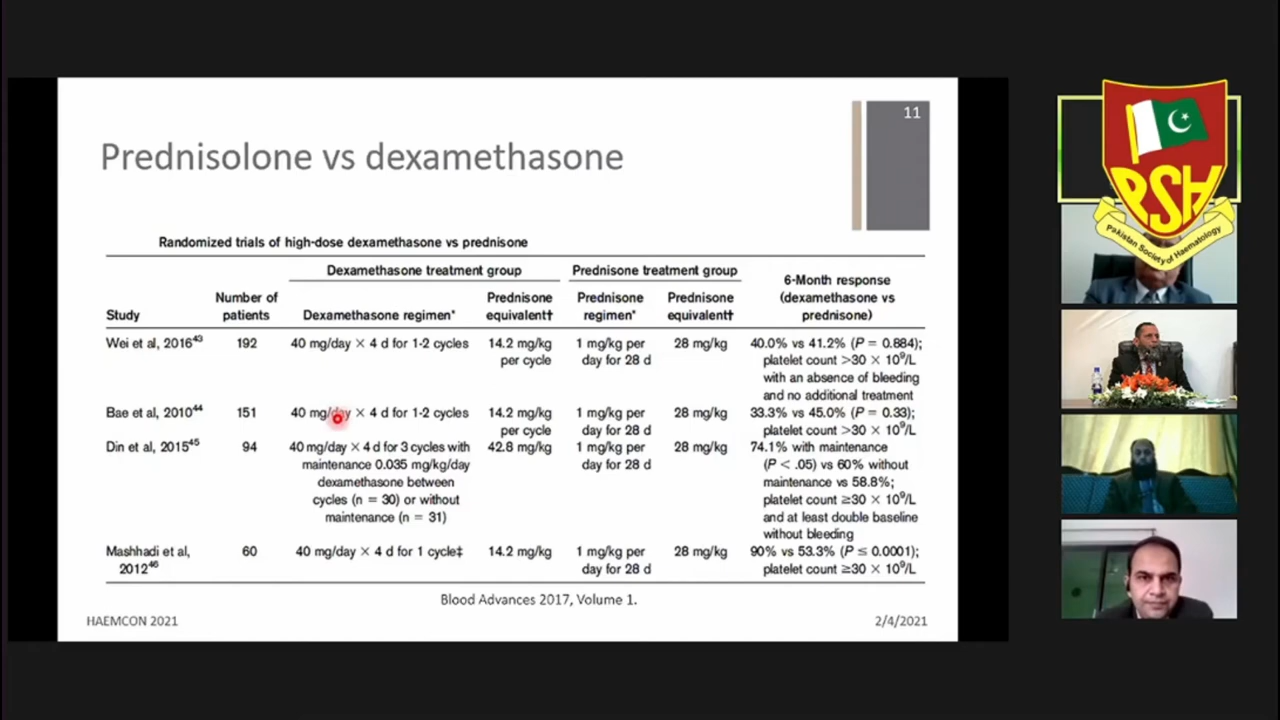 11
Prednisolone vs dexamethasone
Randomized trials of high-dose dexamethasone vs prednisone
Dexamethasone treatment group Prednisone treatment group
Study Number of patients Dexamethasone regimen* Prednisone equivalent† Prednisone regimen* Prednisone equivalent† 6-Month response (dexamethasone vs prednisone)
Wei et al, 2016⁴³ 192 40 mg/day × 4 d for 1-2 cycles 14.2 mg/kg 1 mg/kg per 28 mg/kg 40.0% vs 41.2% (P = 0.884);
per cycle day for 28 d platelet count >30 × 10⁹/L
with an absence of bleeding
and no additional treatment
Bae et al, 2010⁴⁴ 151 40 mg/day × 4 d for 1-2 cycles 14.2 mg/kg 1 mg/kg per 28 mg/kg 33.3% vs 45.0% (P = 0.33);
per cycle day for 28 d platelet count >30 × 10⁹/L
Din et al, 2015⁴⁵ 94 40 mg/day × 4 d for 3 cycles with 42.8 mg/kg 1 mg/kg per 28 mg/kg 74.1% with maintenance
maintenance 0.035 mg/kg/day day for 28 d (P < .05) vs 60% without
dexamethasone between maintenance vs 58.8%;
cycles (n = 30) or without platelet count ≥30 × 10⁹/L
maintenance (n = 31) and at least double baseline
without bleeding
Mashhadi et al, 60 40 mg/day × 4 d for 1 cycle‡ 14.2 mg/kg 1 mg/kg per 28 mg/kg 90% vs 53.3% (P ≤ 0.0001);
2012⁴⁶ day for 28 d platelet count ≥30 × 10⁹/L
Blood Advances 2017, Volume 1.
HAEMCON 2021 2/4/2021
PSH
Pakistan Society of Haematology